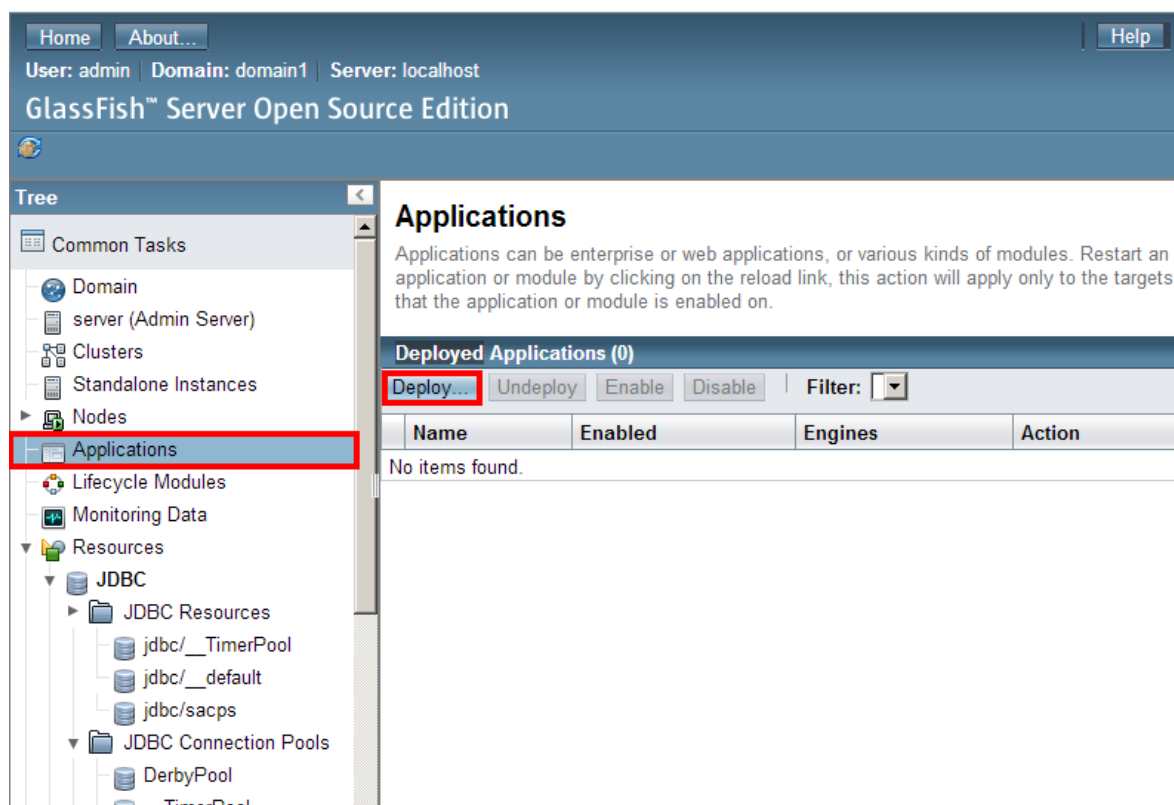 Home About... Help
User: admin Domain: domain1 Server: localhost
GlassFish™ Server Open Source Edition
Tree
Common Tasks
Domain
server (Admin Server)
Clusters
Standalone Instances
Nodes
Applications
Lifecycle Modules
Monitoring Data
Resources
JDBC
JDBC Resources
jdbc/__TimerPool
jdbc/__default
jdbc/sacps
JDBC Connection Pools
DerbyPool
__TimerPool
Applications
Applications can be enterprise or web applications, or various kinds of modules. Restart an
application or module by clicking on the reload link, this action will apply only to the targets
that the application or module is enabled on.
Deployed Applications (0)
Deploy... Undeploy Enable Disable Filter:
Name Enabled Engines Action
No items found.